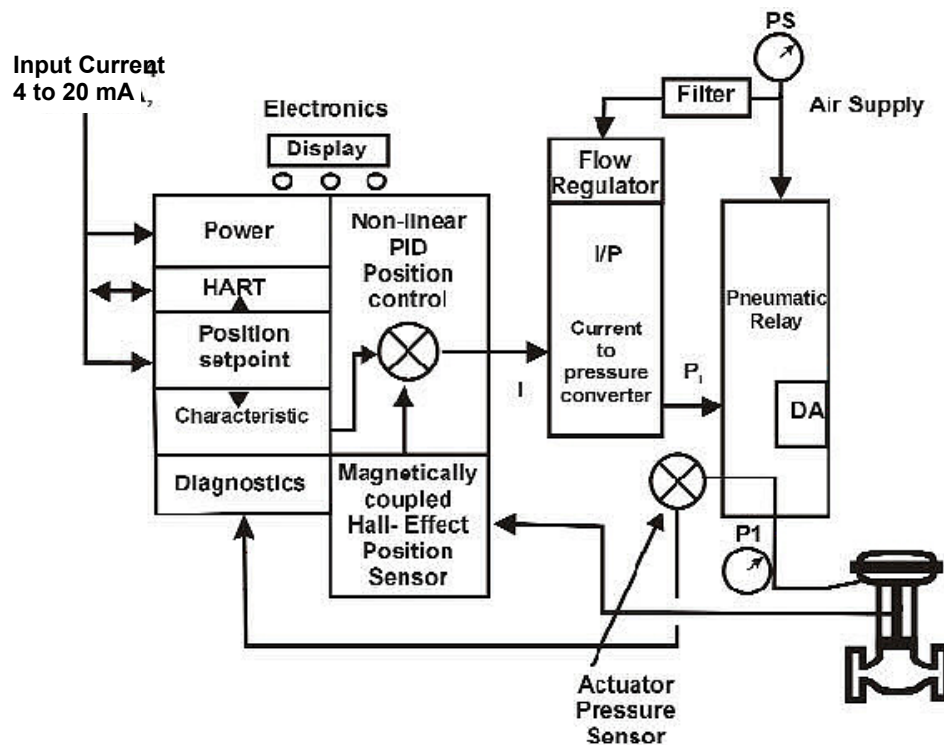 PS
Input Current
4 to 20 mA
Filter
Air Supply
Electronics
Display
Flow
Regulator
Power
Non-linear
PID
Position
control
HART
I/P
Pneumatic
Relay
Position
setpoint
Current
to
pressure
converter
I
P
Characteristic
DA
Diagnostics
Magnetically
coupled
Hall- Effect
Position
Sensor
P1
Actuator
Pressure
Sensor